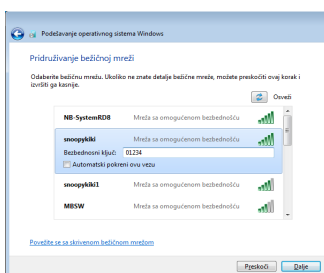 Podešavanje operativnog sistema Windows
Pridruživanje bežičnoj mreži
Odaberite bežičnu mrežu. Ukoliko ne znate detalje bežične mreže, možete preskočiti ovaj korak i
izvršiti ga kasnije.
Osveži
NB-SystemRD8 Mreža sa omogućenom bezbednošću
snoopykiki Mreža sa omogućenom bezbednošću
Bezbednosni ključ: 01234
Automatski pokreni ovu vezu
snoopykiki1 Mreža sa omogućenom bezbednošću
MBSW Mreža sa omogućenom bezbednošću
Povežite se sa skrivenom bežičnom mrežom
Preskoči Dalje